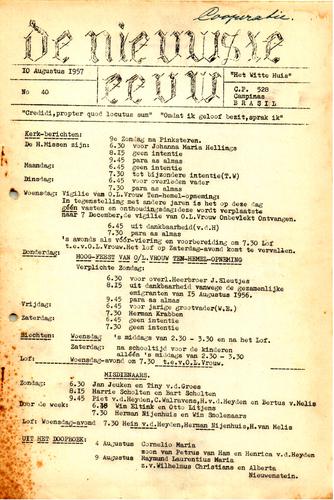 Cooperatie.
de nieuwste
eeuw
10 Augustus 1957
No 40
"Het Witte Huis"
C.P. 528
Campinas
BRASIL
"Credidi,propter quod locutus sum" "Omdat ik geloof bezit,sprak ik"
Kerk-berichten: 9e Zondag na Pinksteren.
De H.Missen zijn: 6.30 voor Johanna Maria Hellings
8.15 geen intentie
9.45 para as almas
Maandag: 6.30 geen intentie
7.30 tot bijzondere intentie(T.W)
Dinsdag: 6.45 voor overleden vader
7.30 para as almas
Woensdag: Vigilie van O.L.Vrouw Ten-hemel-opneming:
In tegenstelling met andere jaren is het op deze dag
géén vasten en onthoudingsdag: deze wordt verplaatst
naar 7 December,de vigilie van O.L.Vrouw Onbevlekt Ontvangen.
6.45 uit dankbaarheid(v.d.H)
7.30 para as almas
's avonds als vóór-viering en voorbereiding om 7.30 Lof
t.e.v.O.L.Vrouw.Het Lof op Zaterdag-avond komt te vervallen.
Donderdag: HOOG-FEEST VAN O/L.VROUW TEN-HEMEL-OPNEMING
Verplichte Zondag:
6.30 voor overl.Heerbroer J.Sleutjes
8.15 uit dankbaarheid vanwege de gezamenlijke
emigranten van 15 Augustus 1956.
9.45 para as almas
Vrijdag: 6.45 voor jarige grootvader(W.E.)
7.30 Herman Krabben
Zaterdag: 6.45 geen intentie
7.30 geen intentie
Biechten: Woensdag 's middags van 2.30 - 3.30 en na het Lof.
Zaterdag: na schooltijd voor de kinderen
alléén 's middags van 2.30 - 3.30
Lof: Woensdag-avond om 7.30 t.e.v.O.L.Vrouw.
MISDIENAARS.
Zondag: 6.30 Jan Jeuken en Tiny v.d.Groes
8.15 Harrie Scholten en Bart Scholten
9.45 Piet v.d.Heyden,C.Walravens,H.v.d.Heyden en Bertus v.Melis
Door de week: 6.30 Wim Eltink en Otto Litjens
7.30 Herman Nijenhuis en Wim Snolenaars
Lof: Woensdag-avond 7.30 Hein v.d.Heyden,Herman Nijenhuis,H.van Melis
UIT HET DOOPBOEK: 4 Augustus Cornelio Maria
zoon van Petrus van Ham en Henrica v.d.Heyden
9 Augustus Raymund Laurentius Maria
z.v.Wilhelmus Christians en Alberta
Nieuwenstein.